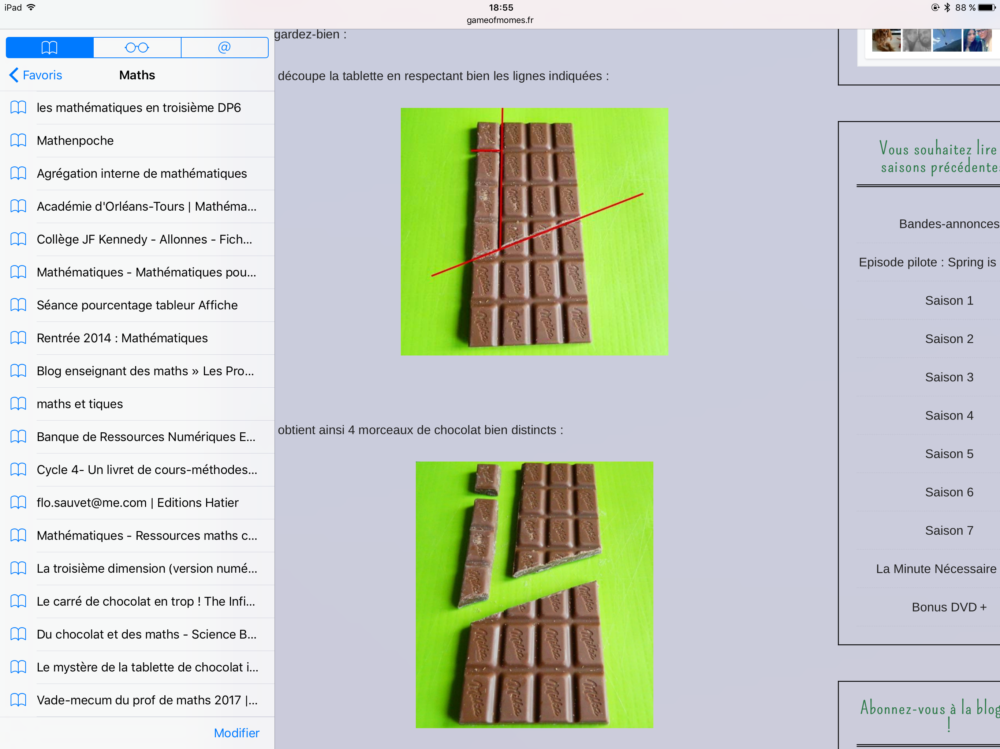 iPad
18:55
88 %
gameofmomes.fr
@
Favoris
Maths
les mathématiques en troisième DP6
Mathenpoche
Agrégation interne de mathématiques
Académie d'Orléans-Tours | Mathéma...
Collège JF Kennedy - Allonnes - Fich...
Mathématiques - Mathématiques pou...
Séance pourcentage tableur Affiche
Rentrée 2014 : Mathématiques
Blog enseignant des maths » Les Pro...
maths et tiques
Banque de Ressources Numériques E...
Cycle 4- Un livret de cours-méthodes...
flo.sauvet@me.com | Editions Hatier
Mathématiques - Ressources maths c...
La troisième dimension (version numé...
Le carré de chocolat en trop ! The Infi...
Du chocolat et des maths - Science B...
Le mystère de la tablette de chocolat i...
Vade-mecum du prof de maths 2017 |...
Modifier
gardez-bien :
découpe la tablette en respectant bien les lignes indiquées :
Milka
obtient ainsi 4 morceaux de chocolat bien distincts :
Milka
Vous souhaitez lire
saisons précédentes
Bandes-annonces
Episode pilote : Spring is
Saison 1
Saison 2
Saison 3
Saison 4
Saison 5
Saison 6
Saison 7
La Minute Nécessaire
Bonus DVD +
Abonnez-vous à la blog
!